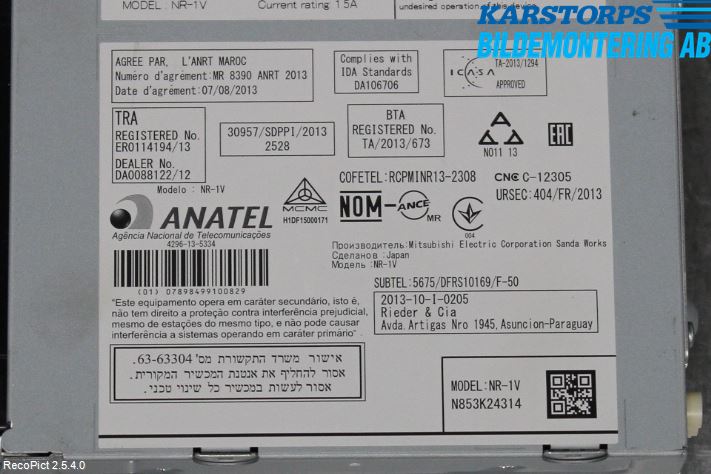 MODEL: NR-1V
Current rating: 15A
undesired operation of this device.
KARSTORPS
BILDEMONTERING AB
AGREE PAR, L'ANRT MAROC
Numéro d'agrément:MR 8390 ANRT 2013
Date d'agrément:07/08/2013
Complies with
IDA Standards
DA106706
ICASA
TA-2013/1294
APPROVED
TRA
REGISTERED No.
ER0114194/13
DEALER No.
DA0088122/12
30957/SDPPI/2013
2528
BTA
REGISTERED No.
TA/2013/673
N011 13
EAC
Modelo : NR-1V
MCMC
H1DF15000171
COFETEL:RCPMINR13-2308
CNC C-12305
URSEC:404/FR/2013
NOM-ANCE
MR
004
ANATEL
Agência Nacional de Telecomunicações
4296-13-5334
(01) 07898499100829
Производитель:Mitsubishi Electric Corporation Sanda Works
Сделанов :Japan
Модель:NR-1V
SUBTEL:5675/DFRS10169/F-50
2013-10-I-0205
Rieder & Cia
Avda.Artigas Nro 1945,Asuncion-Paraguay
"Este equipamento opera em caráter secundário, isto é,
não tem direito a proteção contra interferência prejudicial,
mesmo de estações do mesmo tipo, e não pode causar
interferência a sistemas operando em caráter primário".
אישור משרד התקשורת מס' 63-63304.
אסור להחליף את אנטנת המכשיר המקורית.
אסור לעשות במכשיר כל שינוי טכני.
MODEL:NR-1V
N853K24314
RecoPict 2.5.4.0